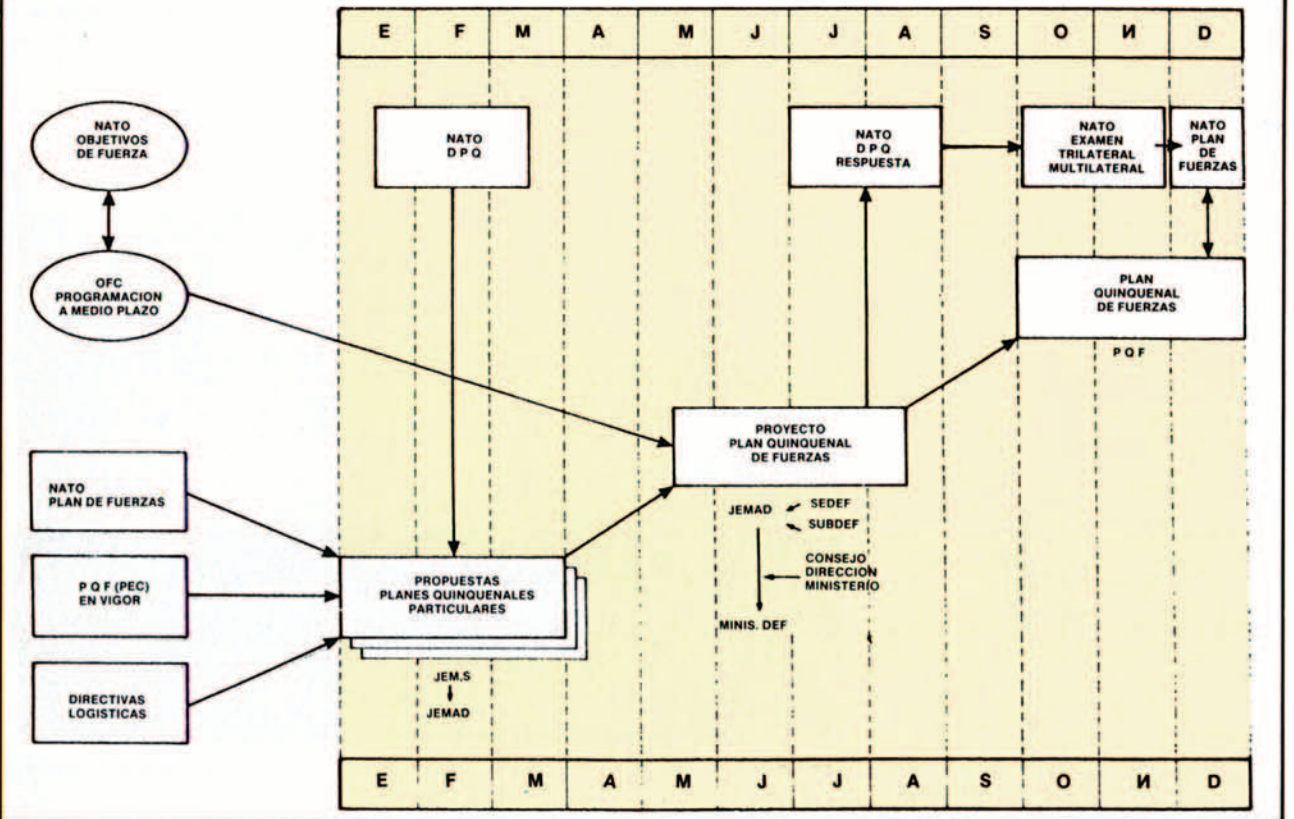 E F M A M J J A S O N D
NATO
OBJETIVOS
DE FUERZA
NATO
D P Q
NATO
D P Q
RESPUESTA
NATO
EXAMEN
TRILATERAL
MULTILATERAL
NATO
PLAN
DE
FUERZAS
OFC
PROGRAMACION
A MEDIO PLAZO
PLAN
QUINQUENAL
DE FUERZAS
P Q F
PROYECTO
PLAN QUINQUENAL
DE FUERZAS
NATO
PLAN DE FUERZAS
JEMAD
SEDEF
SUBDEF
CONSEJO
DIRECCION
MINISTERIO
MINIS. DEF
P Q F (PEC)
EN VIGOR
PROPUESTAS
PLANES QUINQUENALES
PARTICULARES
DIRECTIVAS
LOGISTICAS
JEM,S
JEMAD
E F M A M J J A S O N D